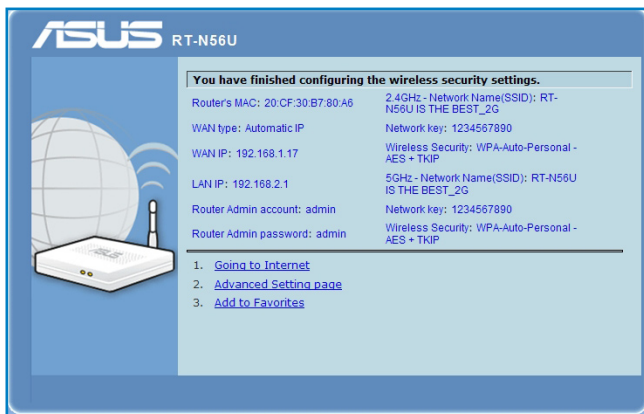 ASUS RT-N56U
You have finished configuring the wireless security settings.
Router's MAC: 20:CF:30:B7:80:A6
2.4GHz - Network Name(SSID): RT-
N56U IS THE BEST_2G
WAN type: Automatic IP
Network key: 1234567890
WAN IP: 192.168.1.17
Wireless Security: WPA-Auto-Personal -
AES + TKIP
LAN IP: 192.168.2.1
5GHz - Network Name(SSID): RT-N56U
IS THE BEST_2G
Router Admin account: admin
Network key: 1234567890
Router Admin password: admin
Wireless Security: WPA-Auto-Personal -
AES + TKIP
1. Going to Internet
2. Advanced Setting page
3. Add to Favorites
ASUS